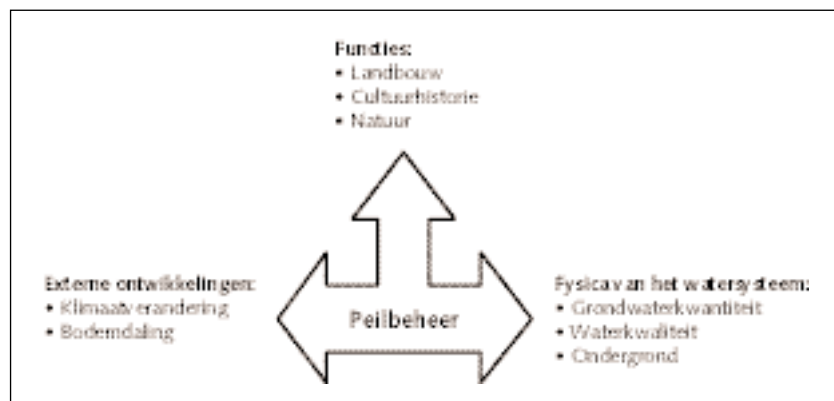 Functies:
• Landbouw
• Cultuurhistorie
• Natuur
Externe ontwikkelingen:
• Klimaatverandering
• Bodemdaling
Peilbeheer
Fysica van het watersysteem:
• Grondwaterkwantiteit
• Waterkwaliteit
• Ondergrond